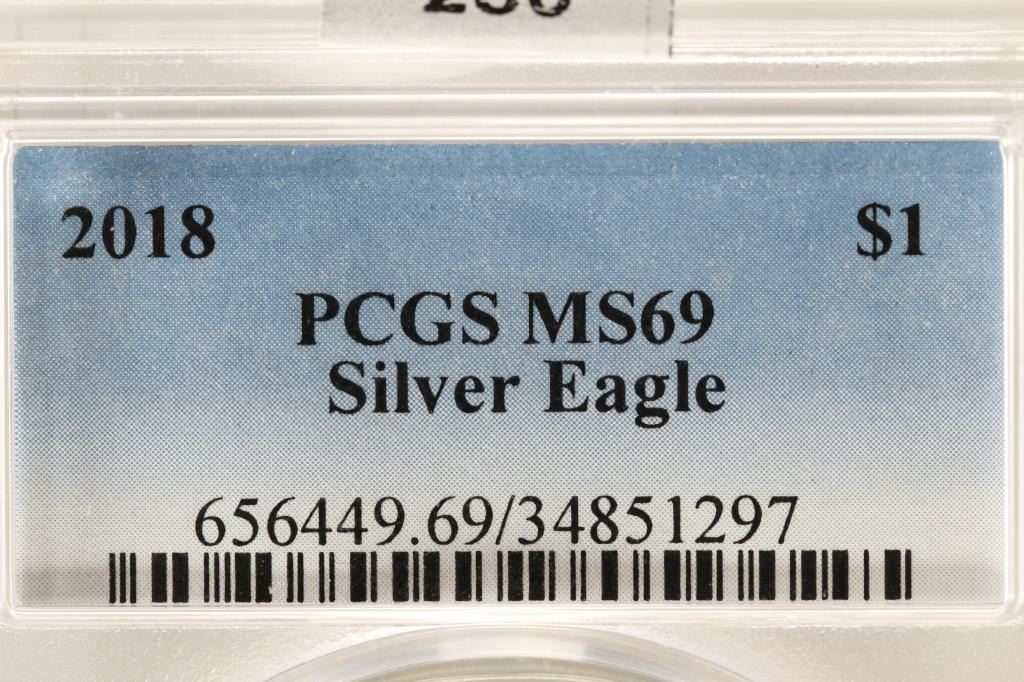 2018 $1
PCGS MS69
Silver Eagle
656449.69/34851297